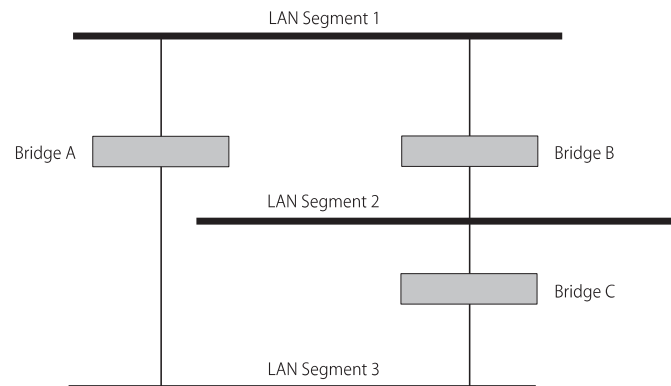 LAN Segment 1
Bridge A
Bridge B
LAN Segment 2
Bridge C
LAN Segment 3